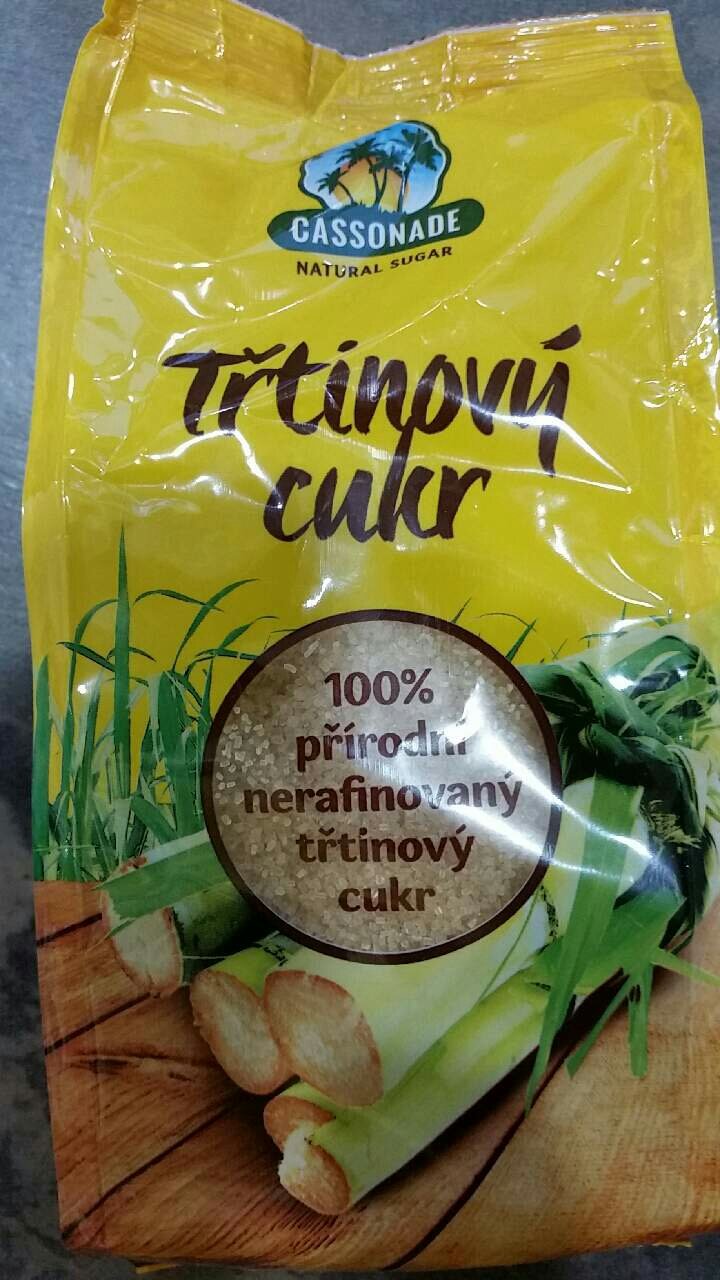 CASSONADE
NATURAL SUGAR
Třtinový
cukr
100%
přírodní
nerafinovaný
třtinový
cukr